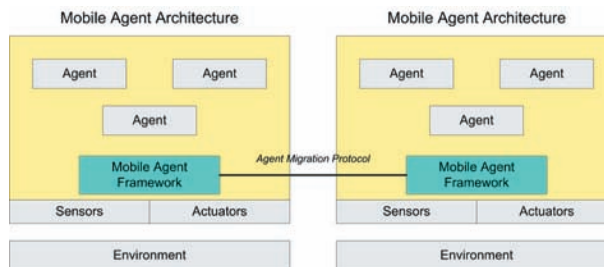 Mobile Agent Architecture
Agent
Agent
Agent
Mobile Agent
Framework
Sensors
Actuators
Environment
Agent Migration Protocol
Mobile Agent Architecture
Agent
Agent
Agent
Mobile Agent
Framework
Sensors
Actuators
Environment